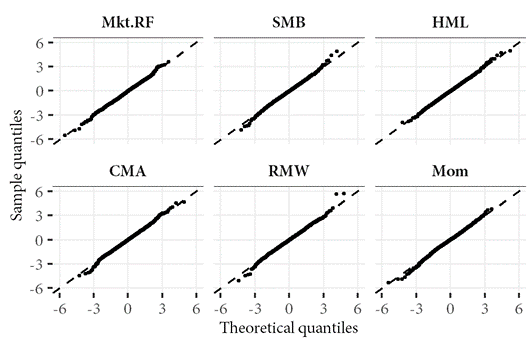 Mkt.RF SMB HML
6
3
0
-3
-6
Sample quantiles
CMA RMW Mom
6
3
0
-3
-6
-6 -3 0 3 6 -6 -3 0 3 6 -6 -3 0 3 6
Theoretical quantiles